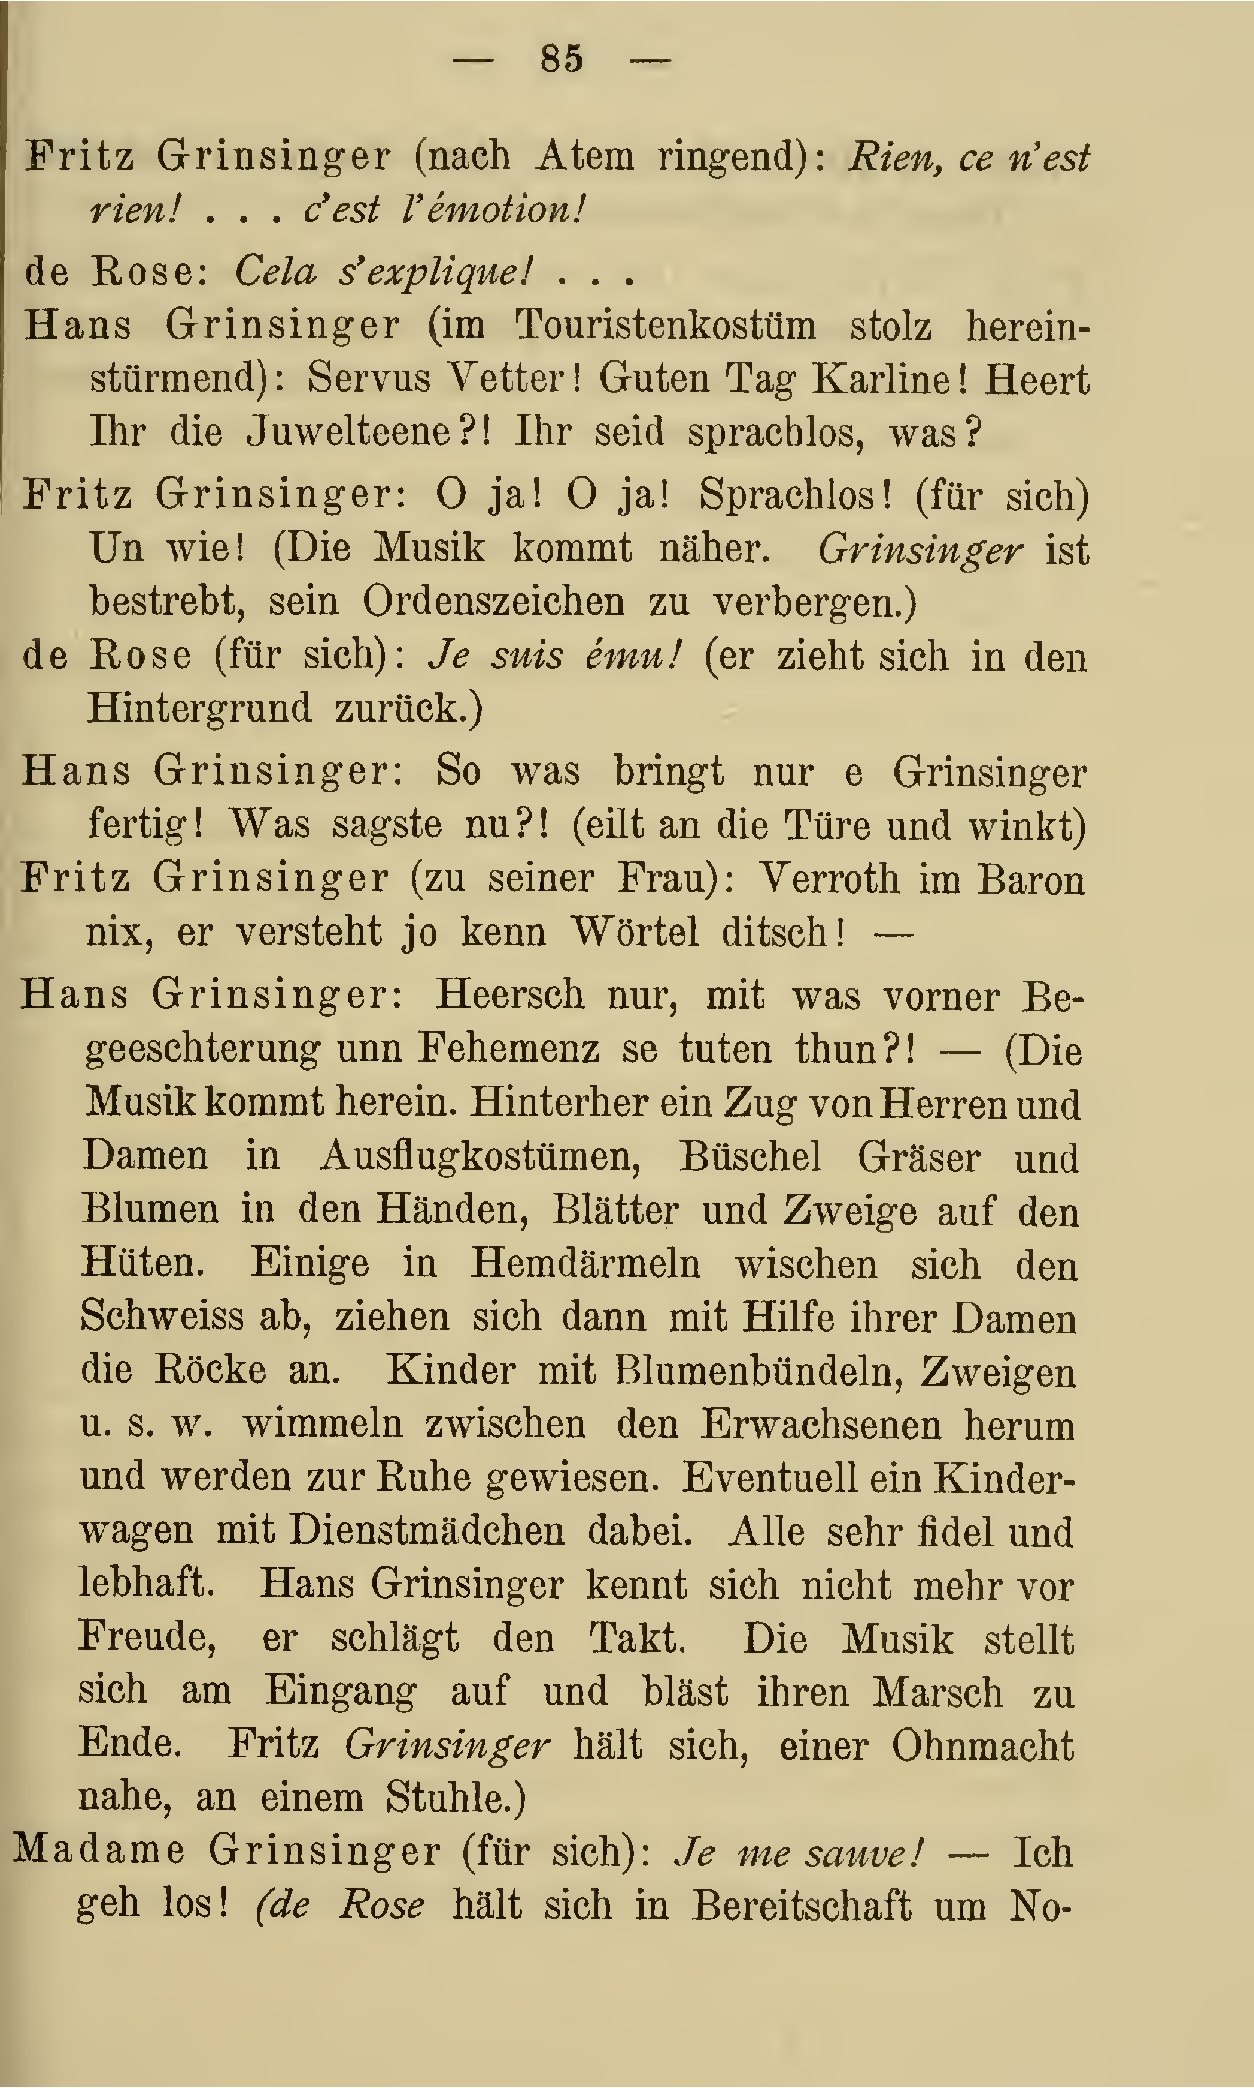 — 85 —
Fritz Grinsinger (nach Atem ringend): Rien, ce n'est
rien! . . . c'est l'émotion!
de Rose: Cela s'explique! . . .
Hans Grinsinger (im Touristenkostüm stolz herein-
stürmend): Servus Vetter! Guten Tag Karline! Heert
Ihr die Juwelteene?! Ihr seid sprachlos, was?
Fritz Grinsinger: O ja! O ja! Sprachlos! (für sich)
Un wie! (Die Musik kommt näher. Grinsinger ist
bestrebt, sein Ordenszeichen zu verbergen.)
de Rose (für sich): Je suis ému! (er zieht sich in den
Hintergrund zurück.)
Hans Grinsinger: So was bringt nur e Grinsinger
fertig! Was sagste nu?! (eilt an die Türe und winkt)
Fritz Grinsinger (zu seiner Frau): Verroth im Baron
nix, er versteht jo kenn Wörtel ditsch! —
Hans Grinsinger: Heersch nur, mit was vorner Be-
geeschterung unn Fehemenz se tuten thun?! — (Die
Musik kommt herein. Hinterher ein Zug von Herren und
Damen in Ausflugkostümen, Büschel Gräser und
Blumen in den Händen, Blätter und Zweige auf den
Hüten. Einige in Hemdärmeln wischen sich den
Schweiss ab, ziehen sich dann mit Hilfe ihrer Damen
die Röcke an. Kinder mit Blumenbündeln, Zweigen
u. s. w. wimmeln zwischen den Erwachsenen herum
und werden zur Ruhe gewiesen. Eventuell ein Kinder-
wagen mit Dienstmädchen dabei. Alle sehr fidel und
lebhaft. Hans Grinsinger kennt sich nicht mehr vor
Freude, er schlägt den Takt. Die Musik stellt
sich am Eingang auf und bläst ihren Marsch zu
Ende. Fritz Grinsinger hält sich, einer Ohnmacht
nahe, an einem Stuhle.)
Madame Grinsinger (für sich): Je me sauve! — Ich
geh los! (de Rose hält sich in Bereitschaft um No-